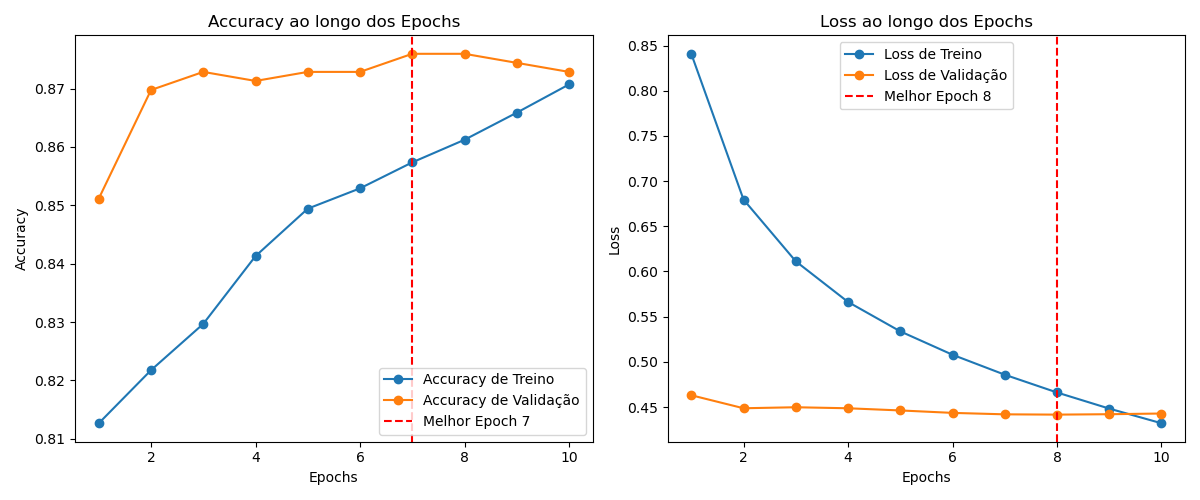 Accuracy ao longo dos Epochs
Accuracy
0.87
0.86
0.85
0.84
0.83
0.82
0.81
2
4
6
8
10
Epochs
Accuracy de Treino
Accuracy de Validação
Melhor Epoch 7
Loss ao longo dos Epochs
Loss
0.85
0.80
0.75
0.70
0.65
0.60
0.55
0.50
0.45
2
4
6
8
10
Epochs
Loss de Treino
Loss de Validação
Melhor Epoch 8